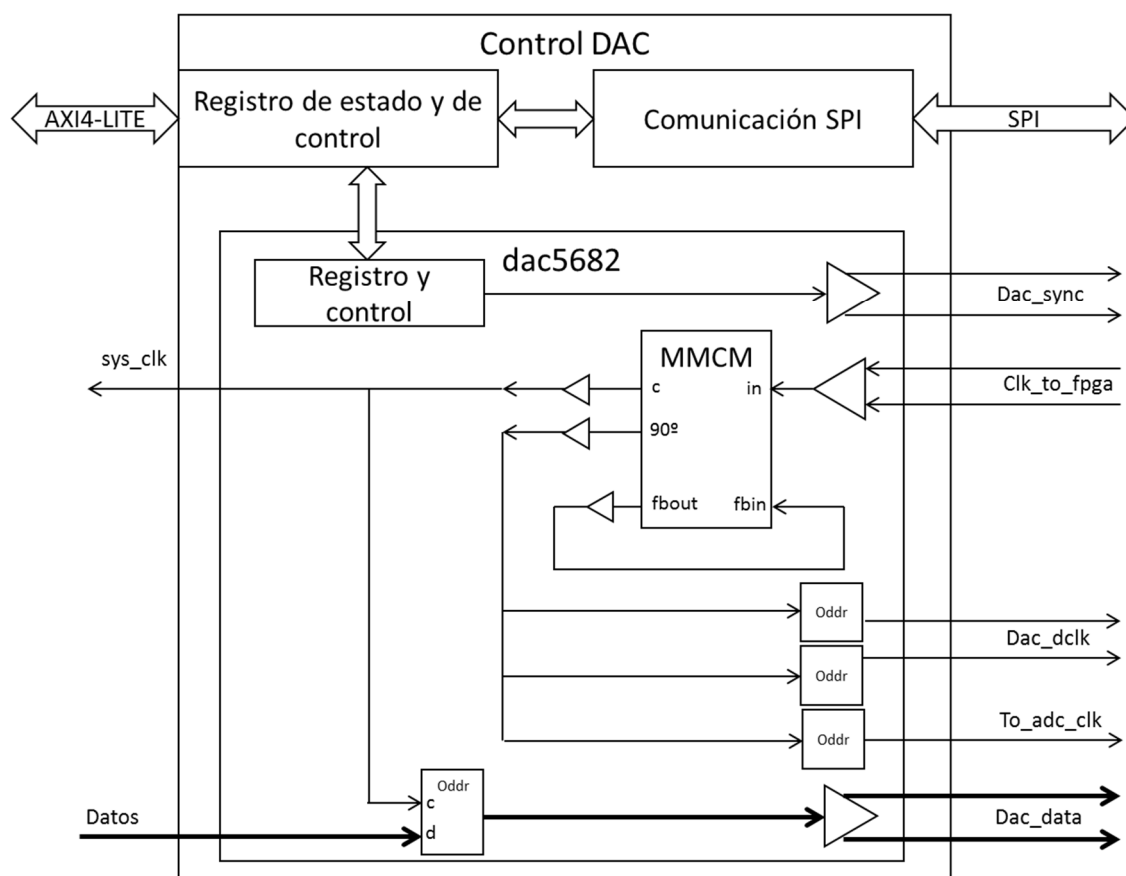 Control DAC
AXI4-LITE
Registro de estado y de
control
Comunicación SPI
SPI
dac5682
Registro y
control
Dac_sync
sys_clk
MMCM
c
in
Clk_to_fpga
90º
fbout
fbin
Oddr
Dac_dclk
Oddr
To_adc_clk
Oddr
Oddr
c
d
Datos
Dac_data